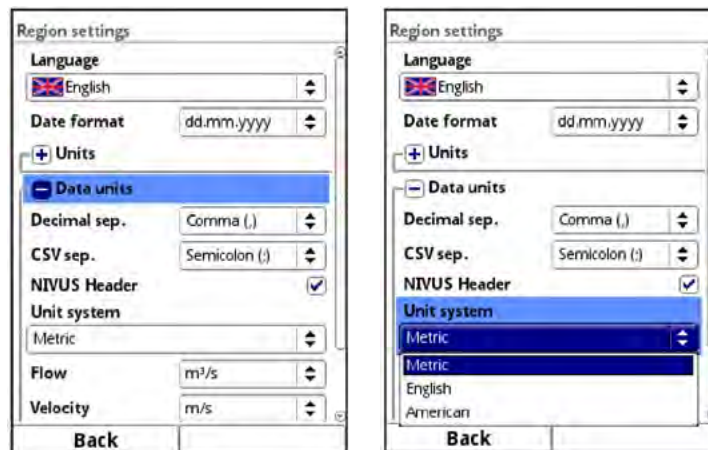 Region settings
Language
English
Date format dd.mm.yyyy
Units
Data units
Decimal sep. Comma (,)
CSV sep. Semicolon (;)
NIVUS Header
Unit system
Metric
Flow m³/s
Velocity m/s
Back
Region settings
Language
English
Date format dd.mm.yyyy
Units
Data units
Decimal sep. Comma (,)
CSV sep. Semicolon (;)
NIVUS Header
Unit system
Metric
Metric
English
American
Back